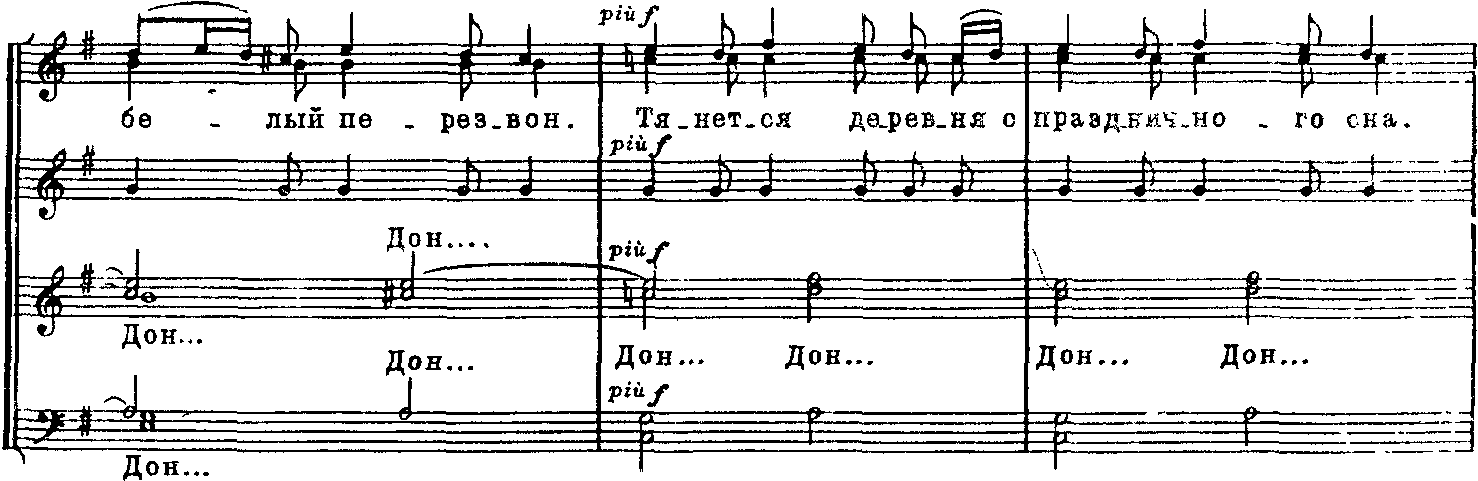 più f
бе - лый пе - рез-вон. Тя-нет-ся де-рев-ня с празд-нич-но - го сна.
più f
Дон....
più f
Дон...
Дон... Дон... Дон... Дон... Дон...
più f
Дон...